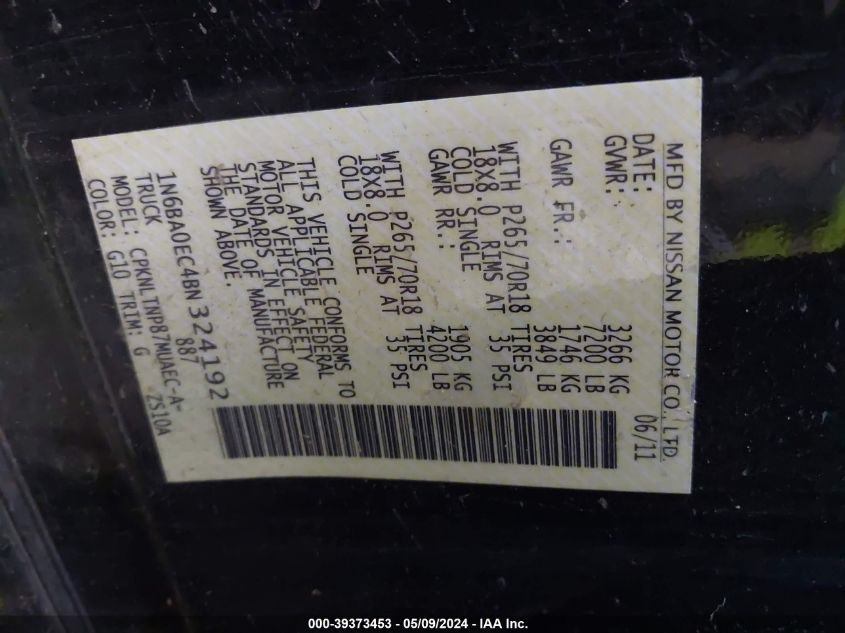 MFD BY NISSAN MOTOR CO., LTD.
DATE: 06/11
GVWR: 3266 KG
7200 LB
GAWR FR.: 1746 KG
3849 LB
WITH P265/70R18 TIRES
18X8.0 RIMS AT 35 PSI
COLD SINGLE
GAWR RR.: 1905 KG
4200 LB
WITH P265/70R18 TIRES
18X8.0 RIMS AT 35 PSI
COLD SINGLE
THIS VEHICLE CONFORMS TO
ALL APPLICABLE FEDERAL
MOTOR VEHICLE SAFETY
STANDARDS IN EFFECT ON
THE DATE OF MANUFACTURE
SHOWN ABOVE.
1N6BA0EC4BN324192
TRUCK 887
MODEL: CPKNLTNP87MUAEC-A-
COLOR: G10 TRIM: G ZS10A
000-39373453 - 05/09/2024 - IAA Inc.